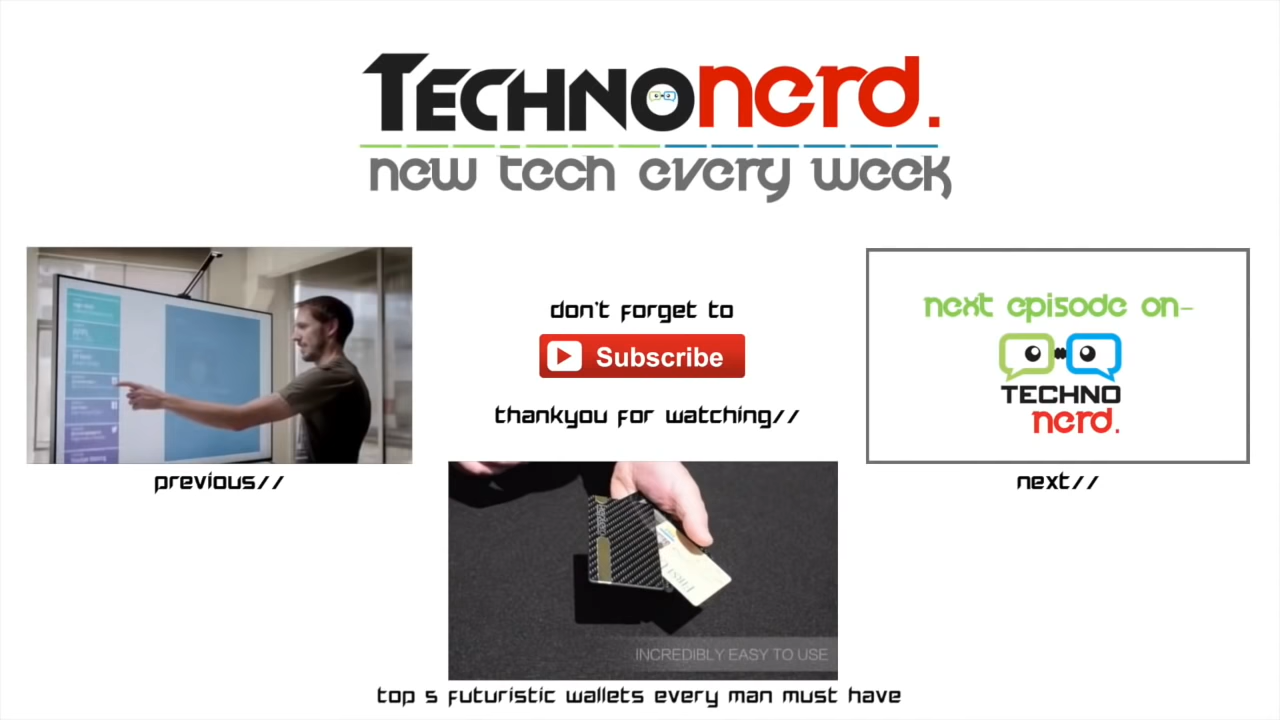 TECHNOnerd.
new tech every week
don't forget to
Subscribe
thankyou for watching//
next episode on-
TECHNO
nerd.
previous//
next//
INCREDIBLY EASY TO USE
top 5 futuristic wallets every man must have